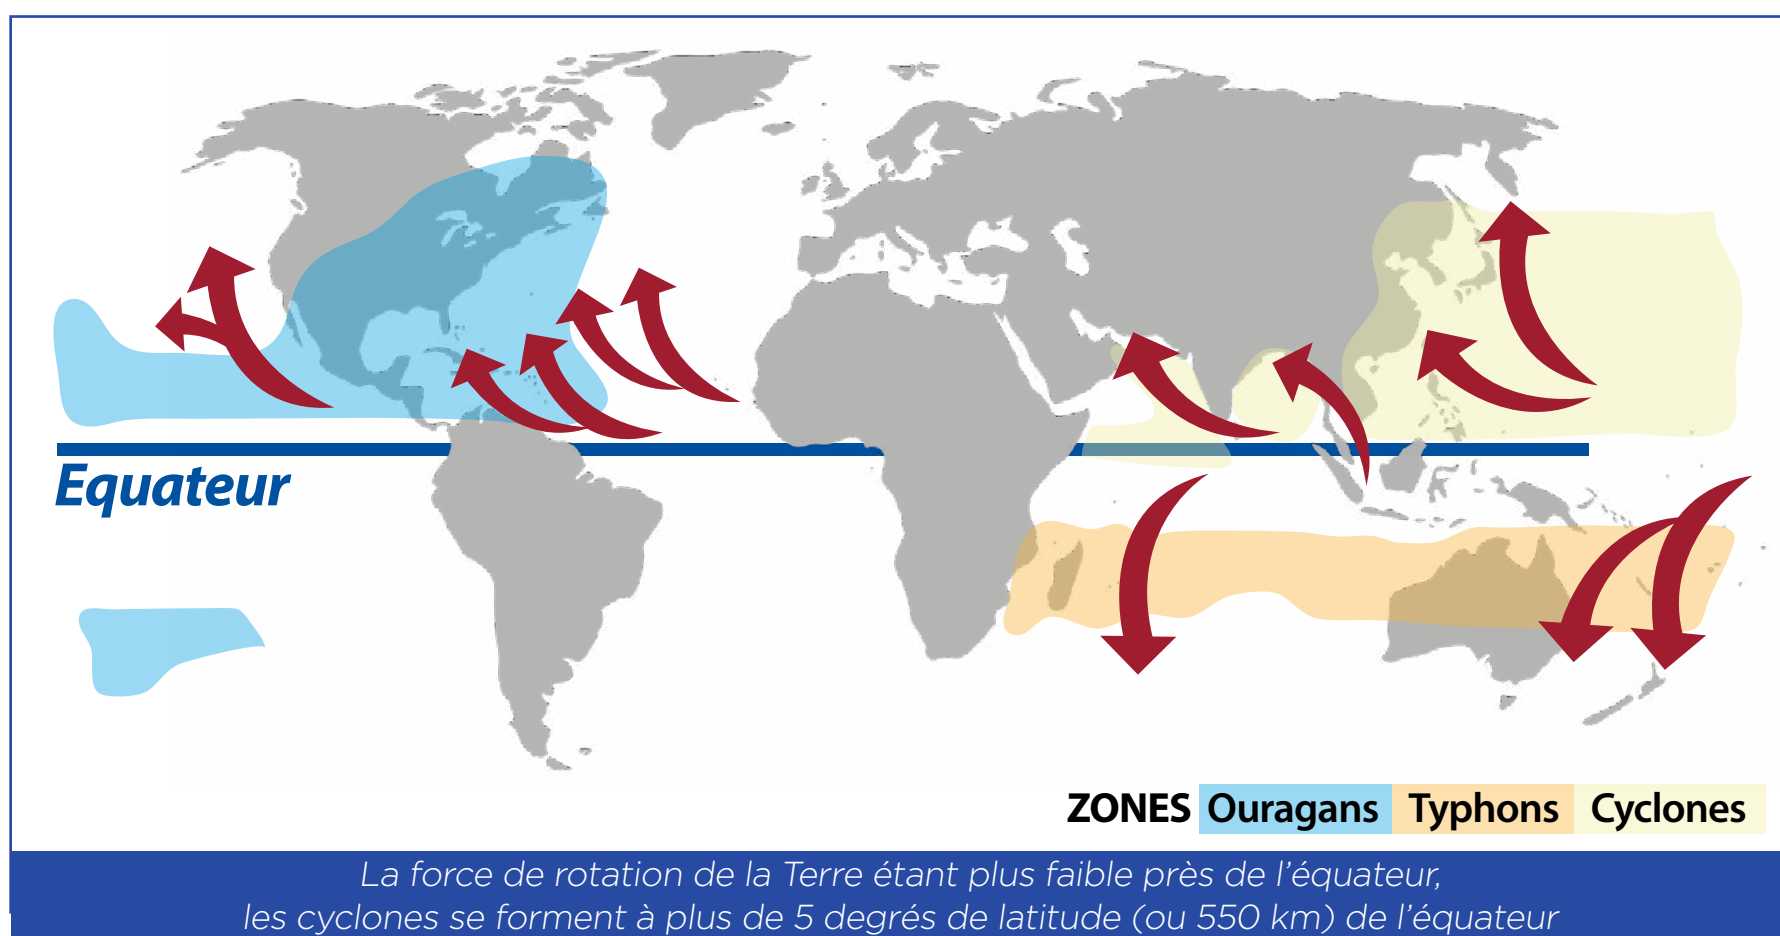 Equateur
ZONES Ouragans Typhons Cyclones
La force de rotation de la Terre étant plus faible près de l’équateur,
les cyclones se forment à plus de 5 degrés de latitude (ou 550 km) de l’équateur